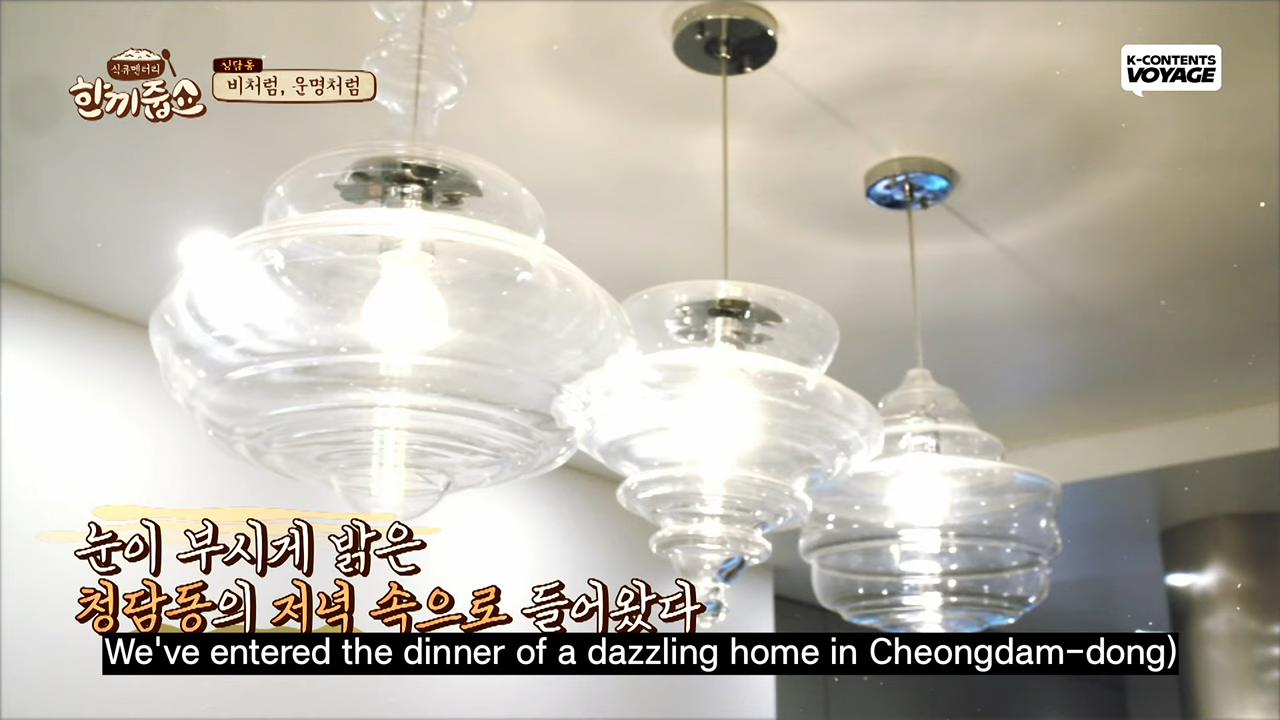 식큐멘터리
한끼줍쇼
청담동
비처럼, 운명처럼
K-CONTENTS
VOYAGE
눈이 부시게 밝은
청담동의 저녁 속으로 들어왔다
We've entered the dinner of a dazzling home in Cheongdam-dong)